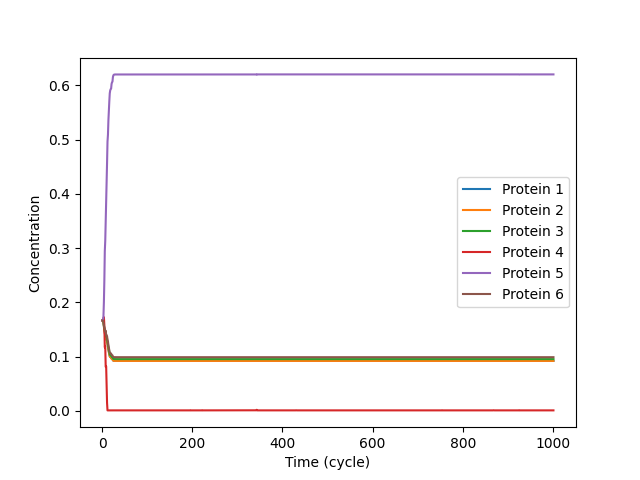 0.6
0.5
0.4
0.3
0.2
0.1
0.0
Concentration
Protein 1
Protein 2
Protein 3
Protein 4
Protein 5
Protein 6
0 200 400 600 800 1000
Time (cycle)